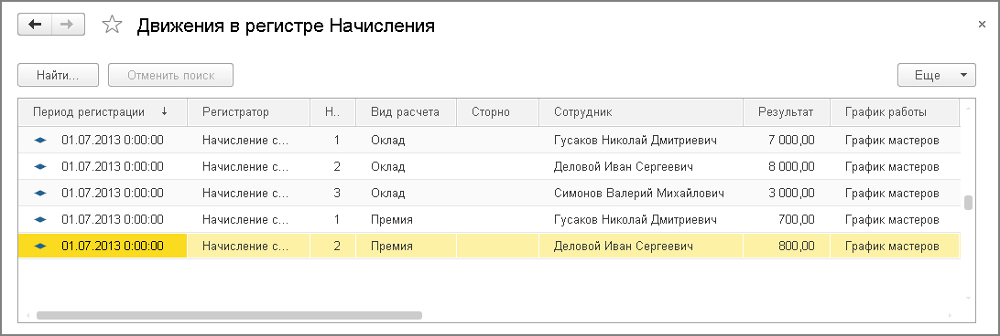 Движения в регистре Начисления
Найти... Отменить поиск Еще
Период регистрации Регистратор Н.. Вид расчета Сторно Сотрудник Результат График работы
01.07.2013 0:00:00 Начисление с... 1 Оклад Гусаков Николай Дмитриевич 7 000,00 График мастеров
01.07.2013 0:00:00 Начисление с... 2 Оклад Деловой Иван Сергеевич 8 000,00 График мастеров
01.07.2013 0:00:00 Начисление с... 3 Оклад Симонов Валерий Михайлович 3 000,00 График мастеров
01.07.2013 0:00:00 Начисление с... 1 Премия Гусаков Николай Дмитриевич 700,00 График мастеров
01.07.2013 0:00:00 Начисление с... 2 Премия Деловой Иван Сергеевич 800,00 График мастеров